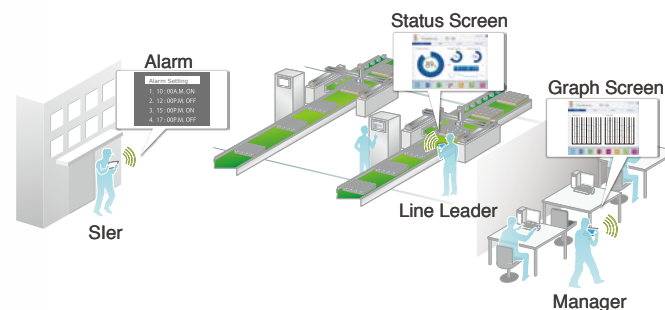 Status Screen
Alarm
Alarm Setting
1. 10:00A.M. ON
2. 12:00P.M. OFF
3. 15:00P.M. ON
4. 17:00P.M. OFF
Graph Screen
Line Leader
SIer
Manager